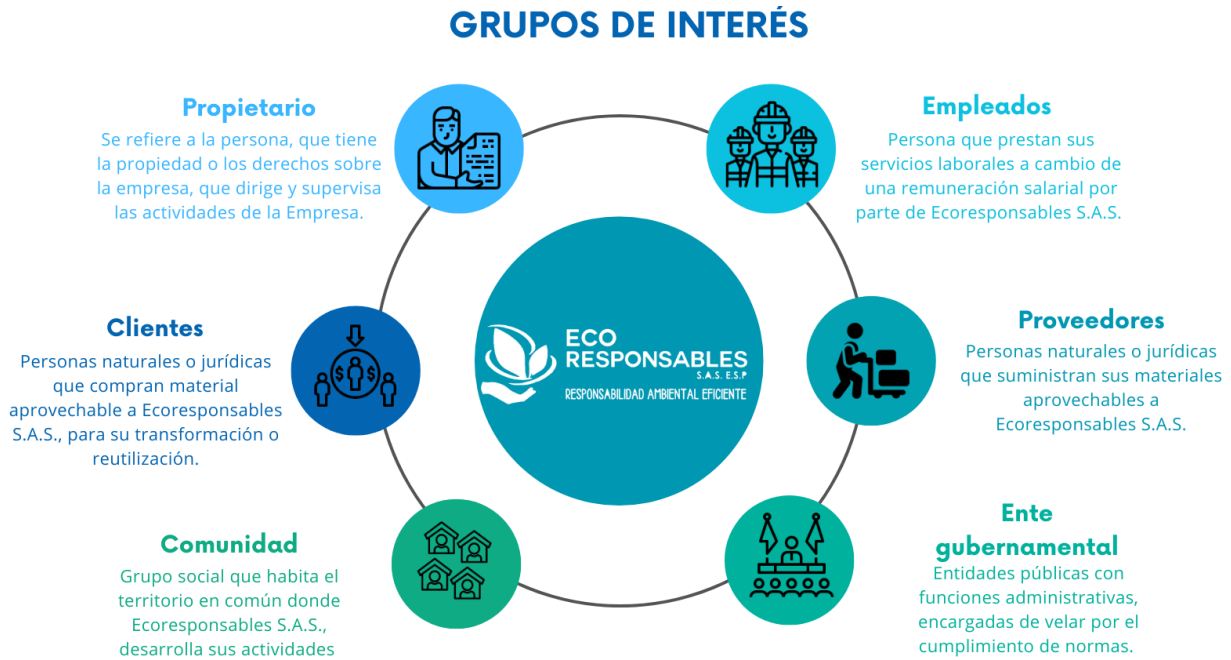 GRUPOS DE INTERÉS
Propietario
Se refiere a la persona, que tiene
la propiedad o los derechos sobre
la empresa, que dirige y supervisa
las actividades de la Empresa.
Empleados
Persona que prestan sus
servicios laborales a cambio de
una remuneración salarial por
parte de Ecoresponsables S.A.S.
Clientes
Personas naturales o jurídicas
que compran material
aprovechable a Ecoresponsables
S.A.S., para su transformación o
reutilización.
ECO
RESPONSABLES
S.A.S. E.S.P
RESPONSABILIDAD AMBIENTAL EFICIENTE
Proveedores
Personas naturales o jurídicas
que suministran sus materiales
aprovechables a
Ecoresponsables S.A.S.
Comunidad
Grupo social que habita el
territorio en común donde
Ecoresponsables S.A.S.,
desarrolla sus actividades
Ente
gubernamental
Entidades públicas con
funciones administrativas,
encargadas de velar por el
cumplimiento de normas.